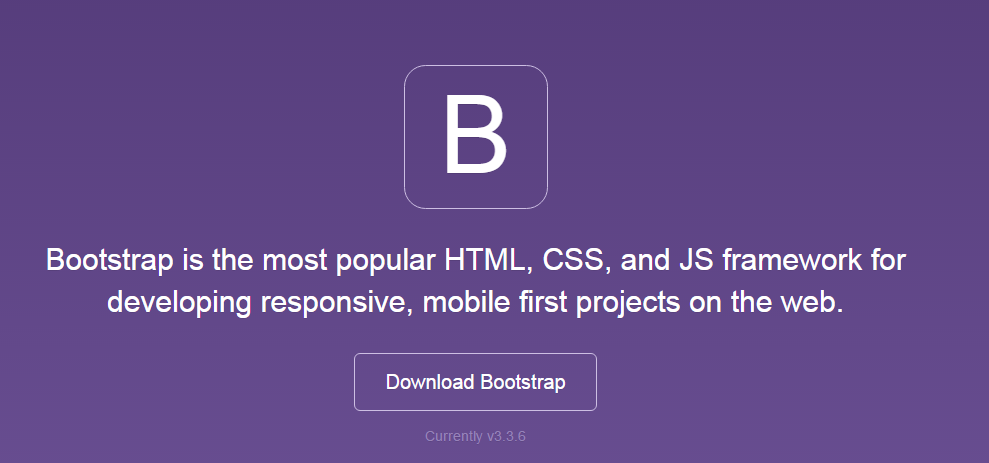 B
Bootstrap is the most popular HTML, CSS, and JS framework for
developing responsive, mobile first projects on the web.
Download Bootstrap
Currently v3.3.6